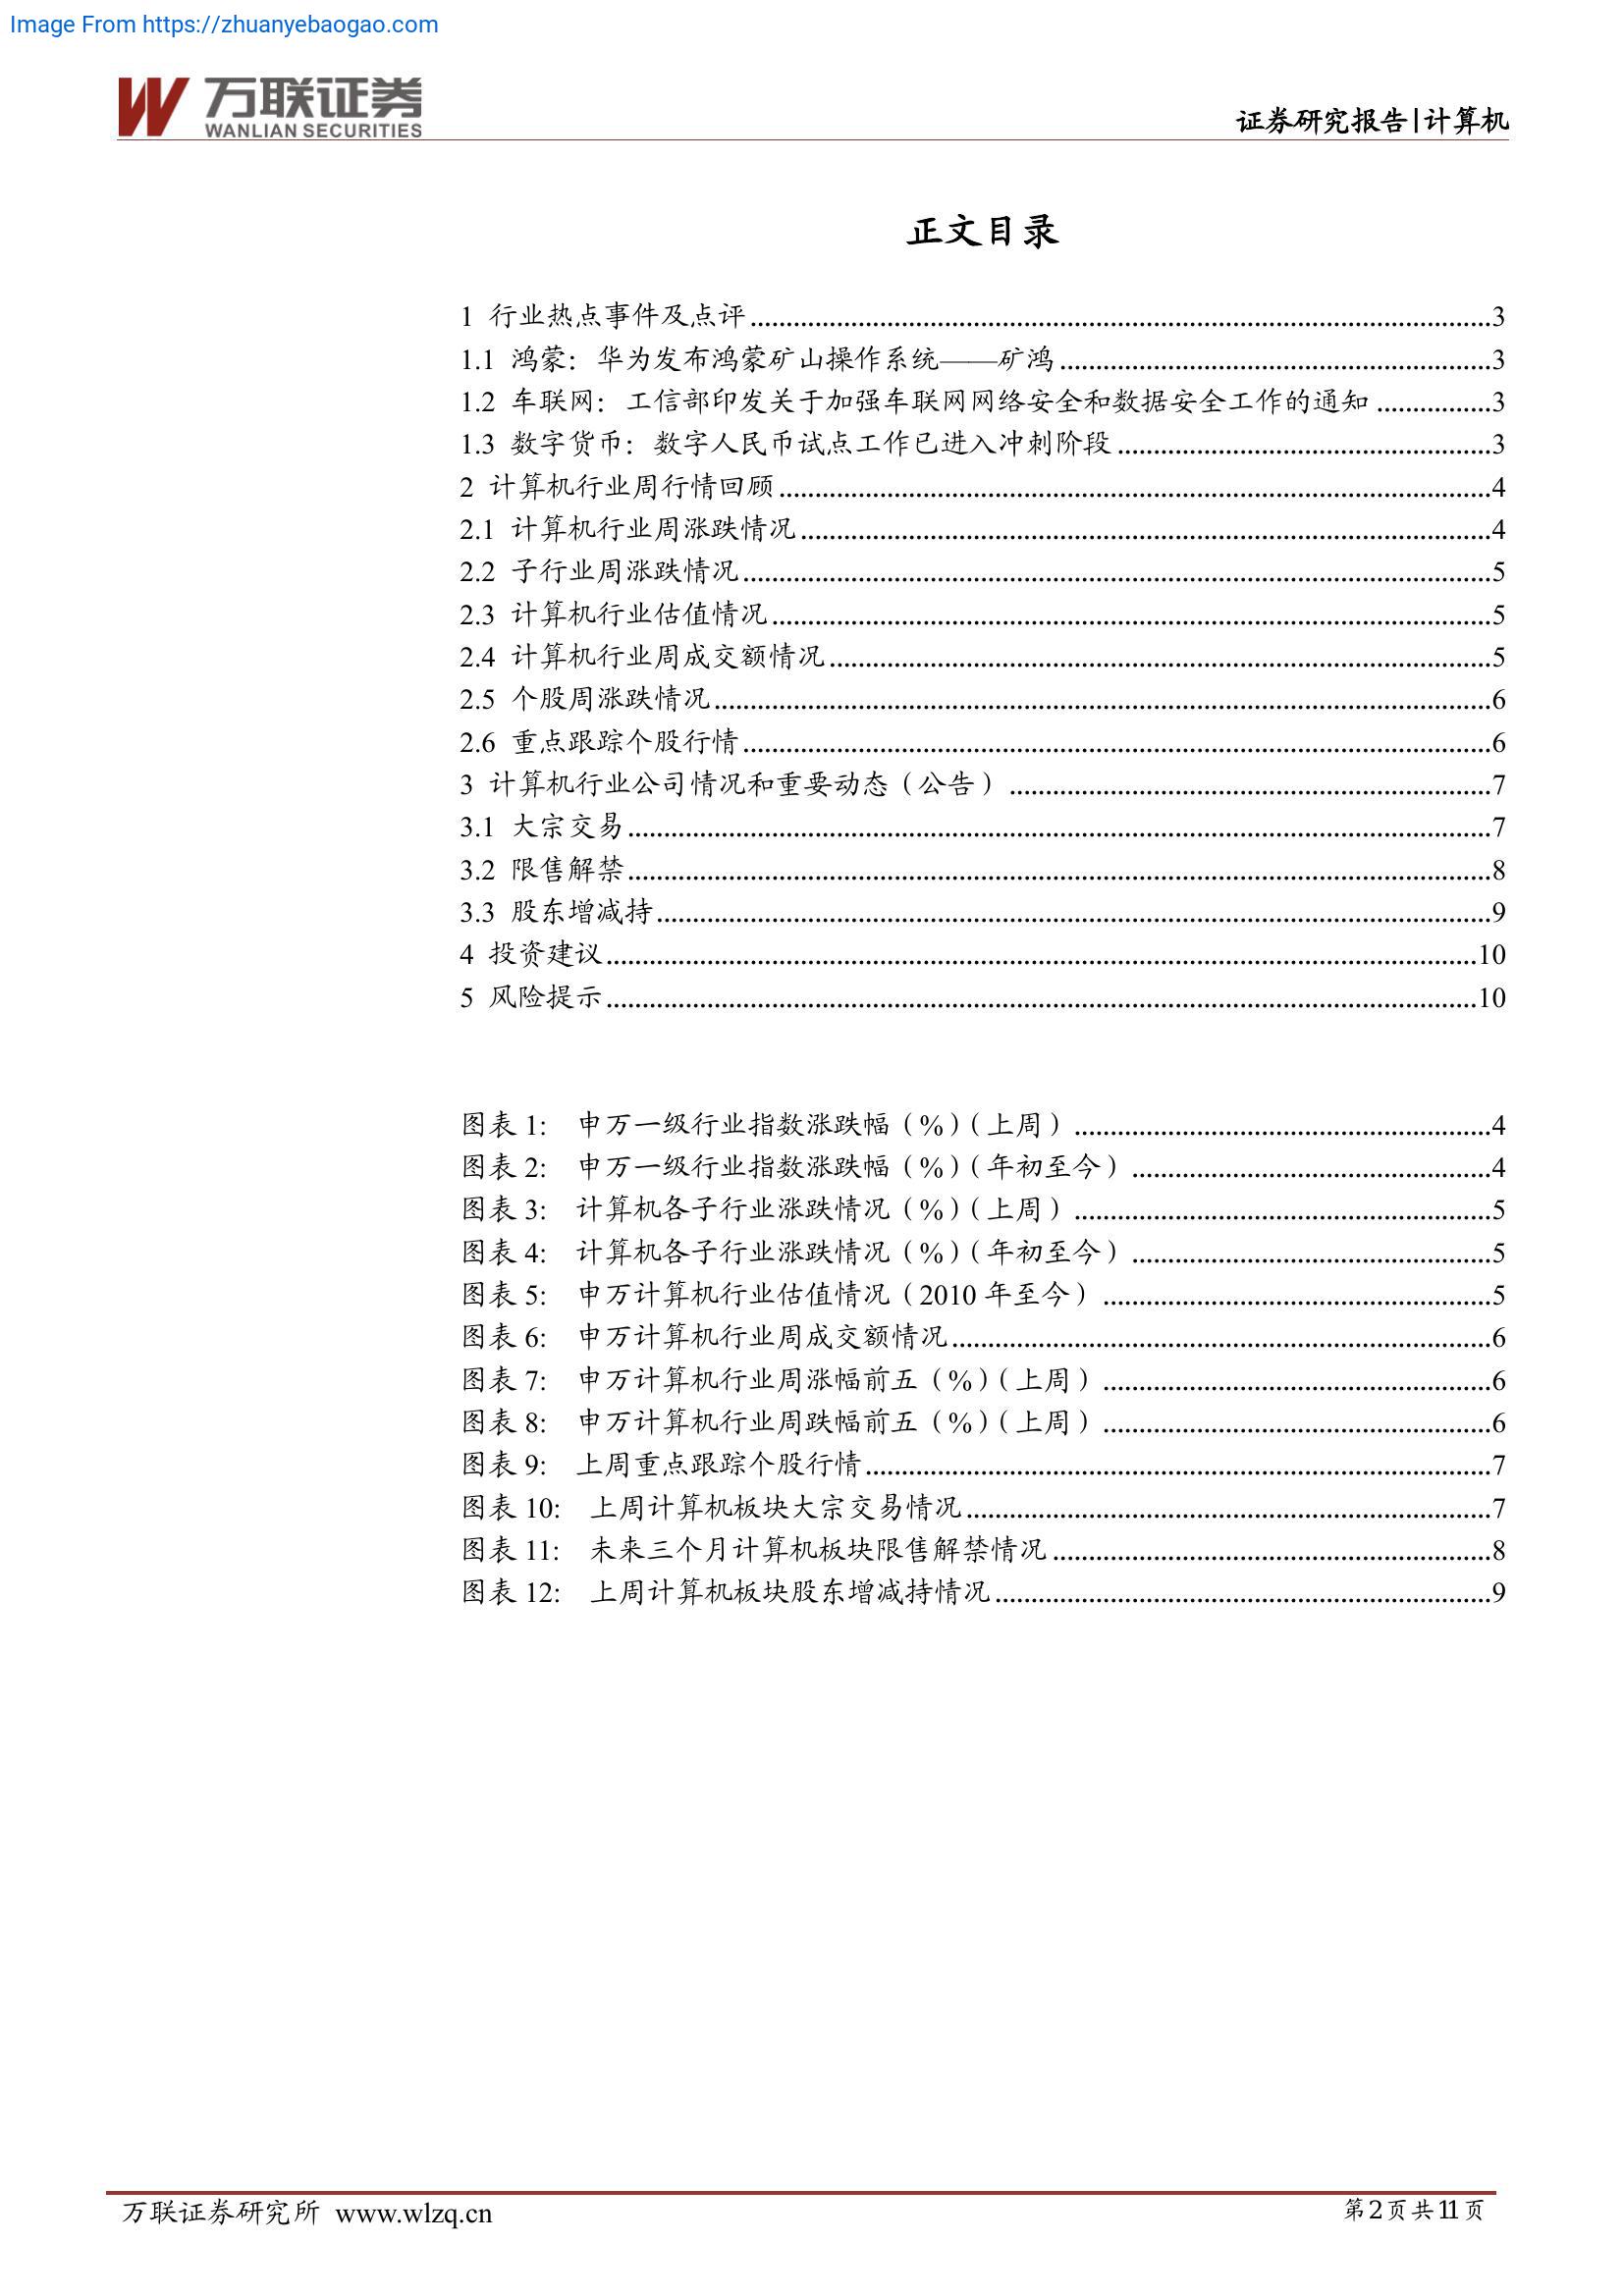 Image From https://zhuanyebaogao.com
万联证券
WANLIAN SECURITIES
证券研究报告|计算机
正文目录
1 行业热点事件及点评........3
1.1 鸿蒙：华为发布鸿蒙矿山操作系统——矿鸿........3
1.2 车联网：工信部印发关于加强车联网网络安全和数据安全工作的通知........3
1.3 数字货币：数字人民币试点工作已进入冲刺阶段........3
2 计算机行业周行情回顾........4
2.1 计算机行业周涨跌情况........4
2.2 子行业周涨跌情况........5
2.3 计算机行业估值情况........5
2.4 计算机行业周成交额情况........5
2.5 个股周涨跌情况........6
2.6 重点跟踪个股行情........6
3 计算机行业公司情况和重要动态（公告）........7
3.1 大宗交易........7
3.2 限售解禁........8
3.3 股东增减持........9
4 投资建议........10
5 风险提示........10
图表 1: 申万一级行业指数涨跌幅（%）（上周）........4
图表 2: 申万一级行业指数涨跌幅（%）（年初至今）........4
图表 3: 计算机各子行业涨跌情况（%）（上周）........5
图表 4: 计算机各子行业涨跌情况（%）（年初至今）........5
图表 5: 申万计算机行业估值情况（2010 年至今）........5
图表 6: 申万计算机行业周成交额情况........6
图表 7: 申万计算机行业周涨幅前五（%）（上周）........6
图表 8: 申万计算机行业周跌幅前五（%）（上周）........6
图表 9: 上周重点跟踪个股行情........7
图表 10: 上周计算机板块大宗交易情况........7
图表 11: 未来三个月计算机板块限售解禁情况........8
图表 12: 上周计算机板块股东增减持情况........9
万联证券研究所 www.wlzq.cn
第 2 页 共 11 页